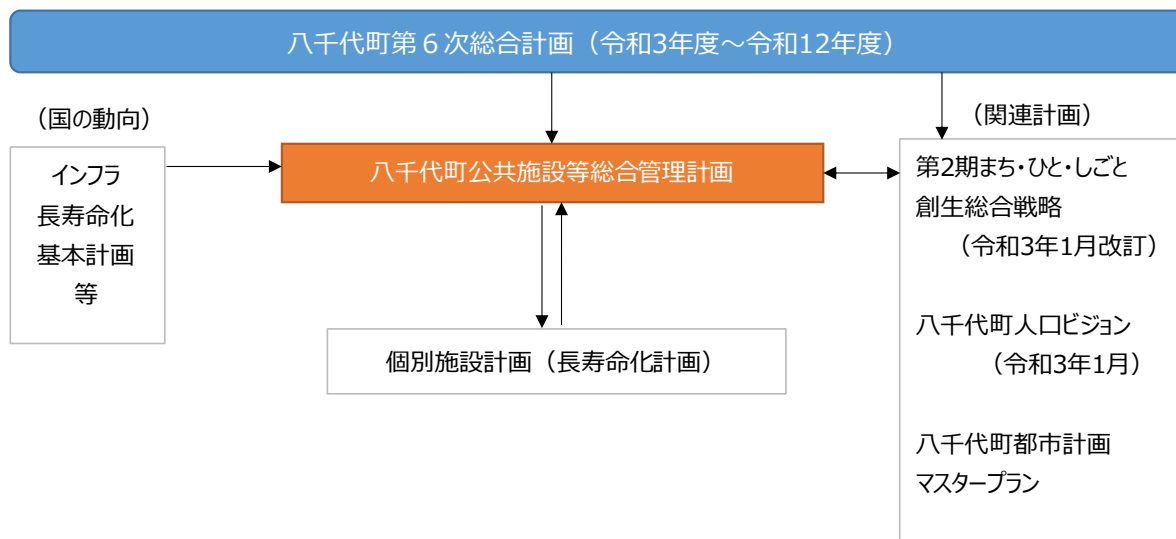 八千代町第６次総合計画（令和3年度～令和12年度）
（国の動向）
インフラ
長寿命化
基本計画
等
八千代町公共施設等総合管理計画
個別施設計画（長寿命化計画）
（関連計画）
第2期まち・ひと・しごと
創生総合戦略
（令和3年1月改訂）
八千代町人口ビジョン
（令和3年1月）
八千代町都市計画
マスタープラン